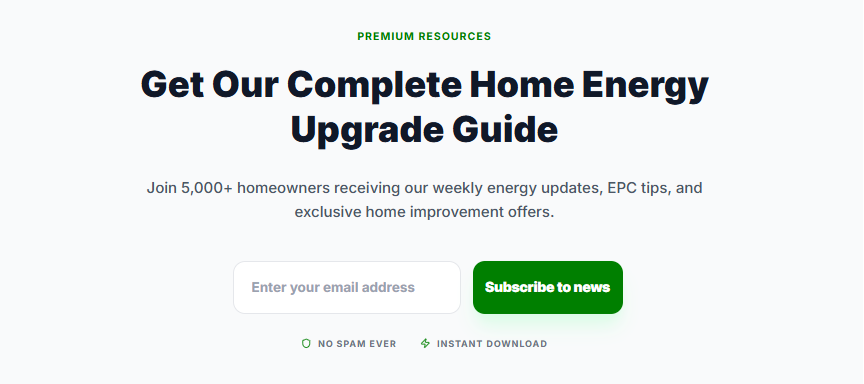 PREMIUM RESOURCES
Get Our Complete Home Energy
Upgrade Guide
Join 5,000+ homeowners receiving our weekly energy updates, EPC tips, and
exclusive home improvement offers.
Enter your email address
Subscribe to news
NO SPAM EVER
INSTANT DOWNLOAD